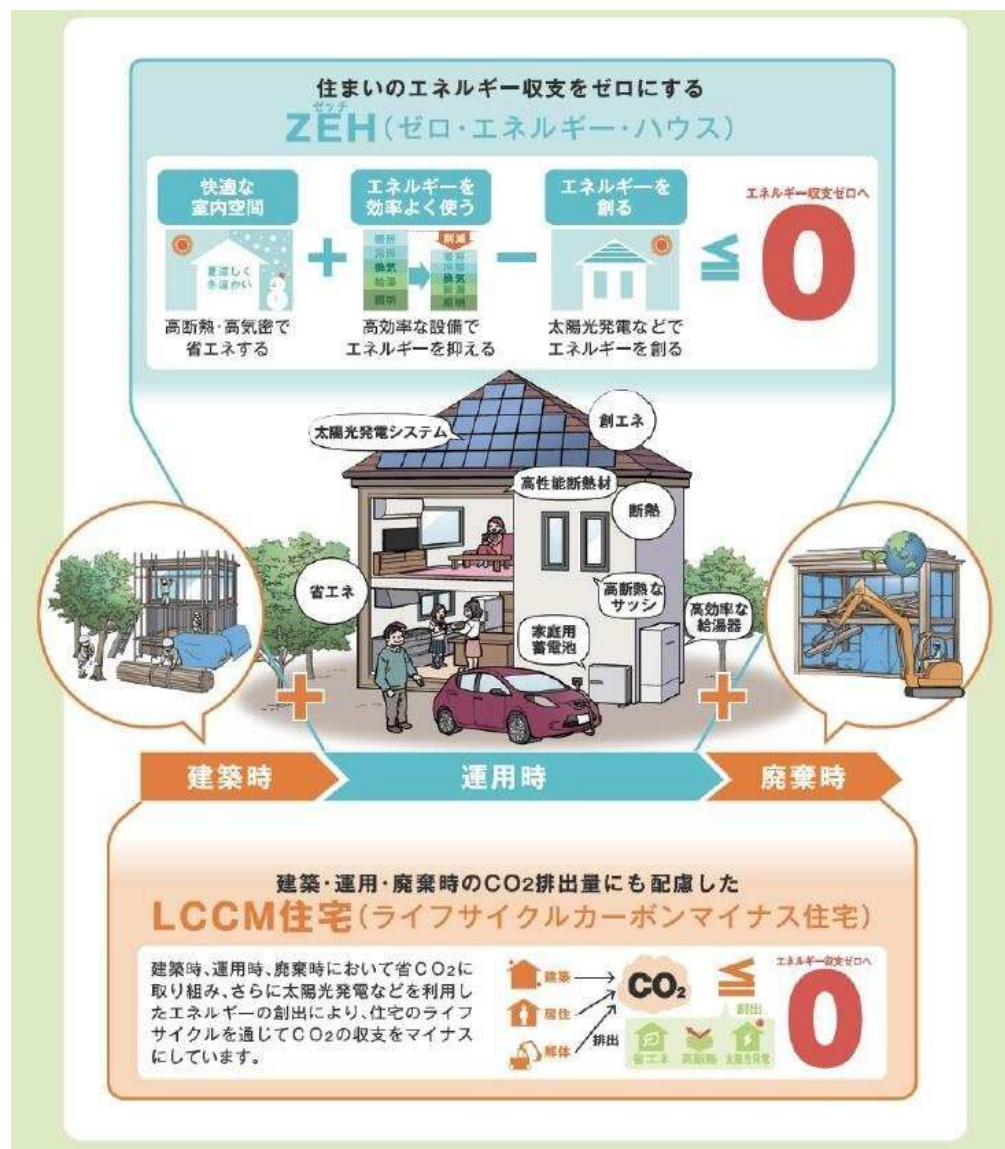 住まいのエネルギー収支をゼロにする
ゼッチ
ZEH(ゼロ・エネルギー・ハウス)
快適な
室内空間
夏涼しく
冬温かい
高断熱・高気密で
省エネする
+
エネルギーを
効率よく使う
削減
暖房
冷房
換気
給湯
照明
暖房
冷房
換気
給湯
照明
高効率な設備で
エネルギーを抑える
−
エネルギーを
創る
太陽光発電などで
エネルギーを創る
≦
エネルギー収支ゼロへ
0
太陽光発電システム
創エネ
高性能断熱材
断熱
省エネ
高断熱な
サッシ
高効率な
給湯器
家庭用
蓄電池
+
+
建築時
運用時
廃棄時
建築・運用・廃棄時のCO2排出量にも配慮した
LCCM住宅(ライフサイクルカーボンマイナス住宅)
建築時、運用時、廃棄時において省CO2に
取り組み、さらに太陽光発電などを利用し
たエネルギーの創出により、住宅のライフ
サイクルを通じてCO2の収支をマイナス
にしています。
建築
居住
解体
排出
CO2
≦
創出
省エネ
高断熱
太陽光発電
エネルギー収支ゼロへ
0